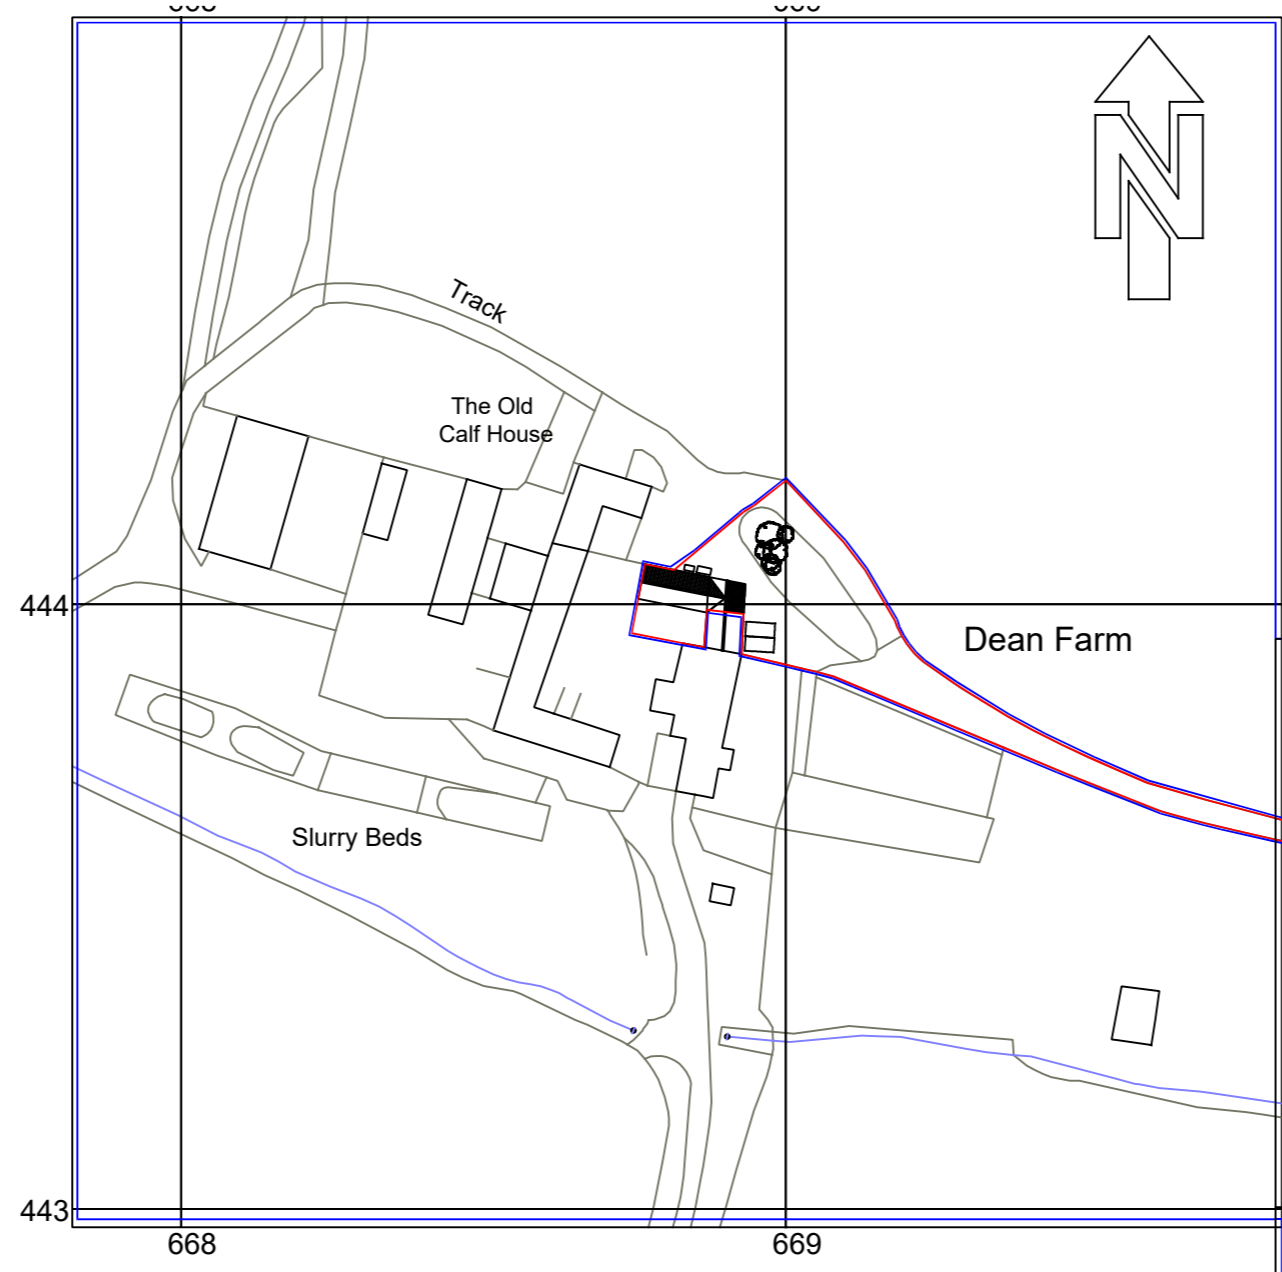 Track
The Old
Calf House
444
Dean Farm
Slurry Beds
443
668
669